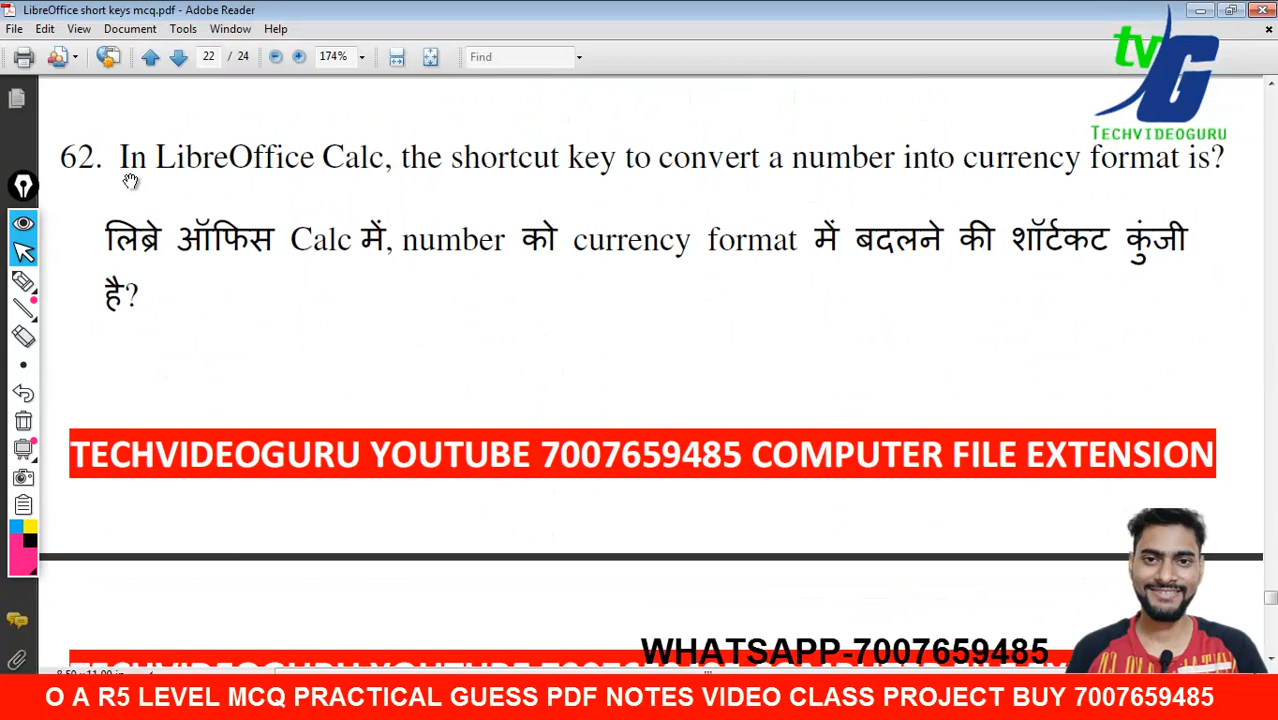 LibreOffice short keys mcq.pdf - Adobe Reader
File Edit View Document Tools Window Help
22 / 24 174% Find
tv G
TECHVIDEOGURU
62. In LibreOffice Calc, the shortcut key to convert a number into currency format is?
लिब्रे ऑफिस Calc में, number को currency format में बदलने की शॉर्टकट कुंजी
है?
TECHVIDEOGURU YOUTUBE 7007659485 COMPUTER FILE EXTENSION
WHATSAPP-7007659485
O A R5 LEVEL MCQ PRACTICAL GUESS PDF NOTES VIDEO CLASS PROJECT BUY 7007659485